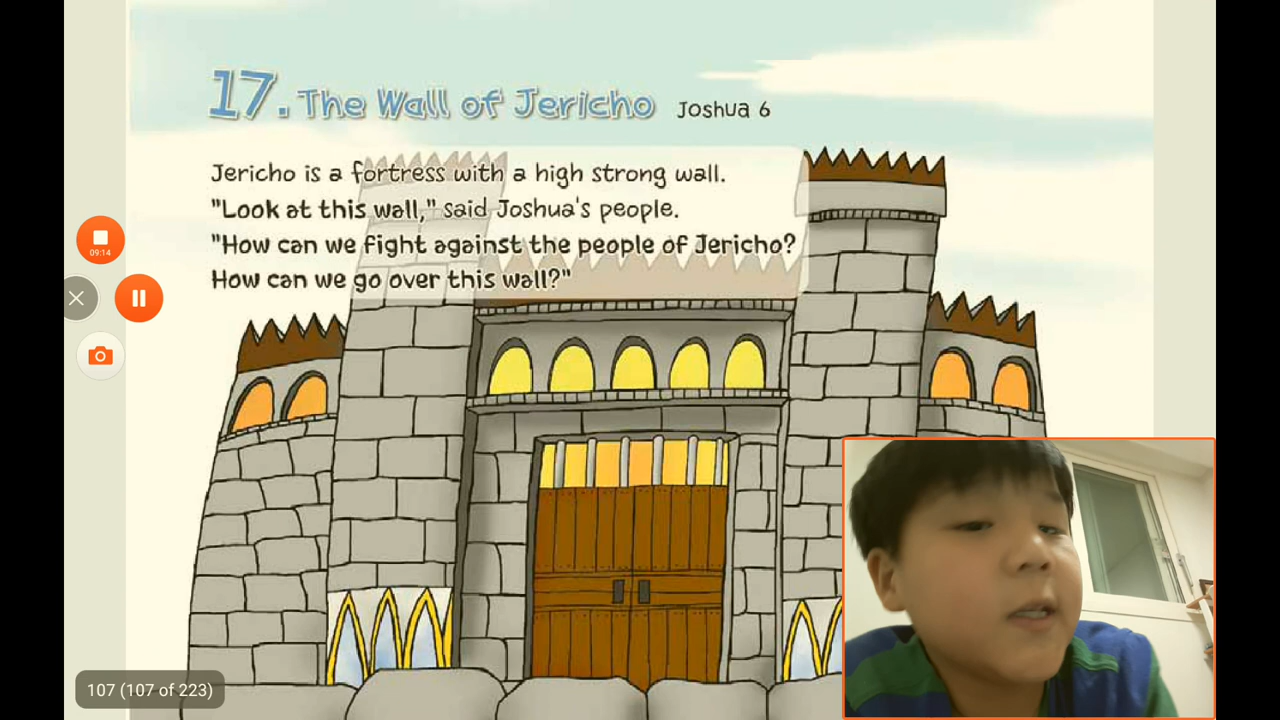 17. The Wall of Jericho Joshua 6
Jericho is a fortress with a high strong wall.
"Look at this wall," said Joshua's people.
"How can we fight against the people of Jericho?
How can we go over this wall?"
09:14
107 (107 of 223)